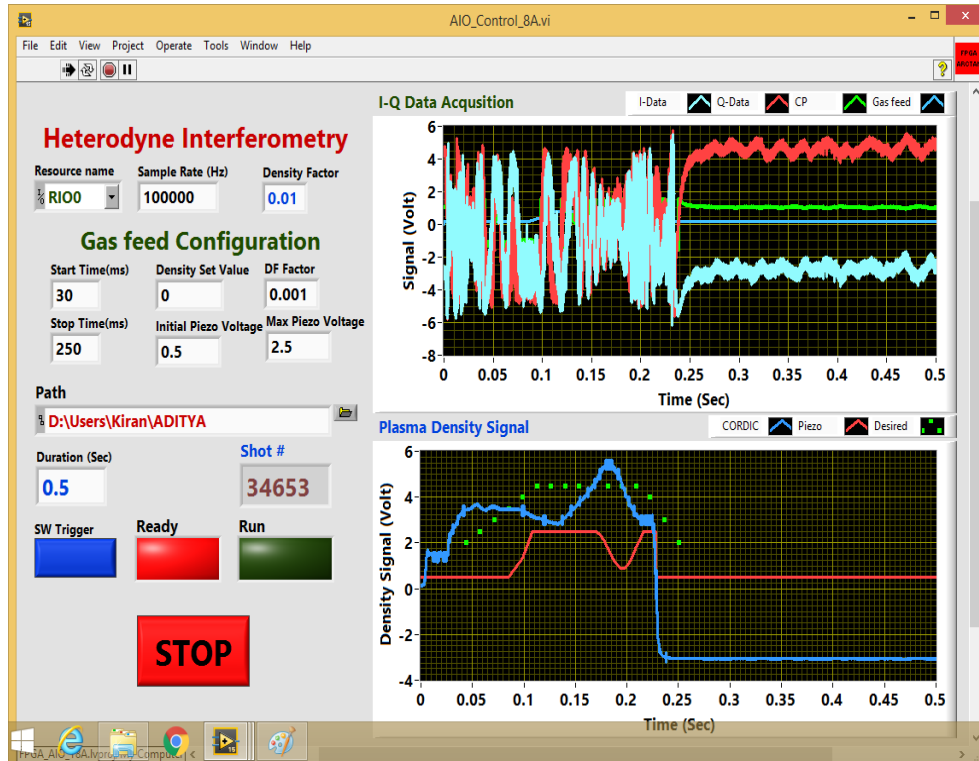 AIO_Control_8A.vi
File Edit View Project Operate Tools Window Help
FPGA
I-Q Data Acqusition
I-Data Q-Data CP Gas feed
Heterodyne Interferometry
Resource name Sample Rate (Hz) Density Factor
RIO0 100000 0.01
Gas feed Configuration
Start Time(ms) Density Set Value DF Factor
30 0 0.001
Stop Time(ms) Initial Piezo Voltage Max Piezo Voltage
250 0.5 2.5
Path
D:\Users\Kiran\ADITYA
Duration (Sec) Shot #
0.5 34653
SW Trigger Ready Run
STOP
Signal (Volt)
6
4
2
0
-2
-4
-6
-8
0 0.05 0.1 0.15 0.2 0.25 0.3 0.35 0.4 0.45 0.5
Time (Sec)
Plasma Density Signal
CORDIC Piezo Desired
Density Signal (Volt)
6
4
2
0
-2
-4
0 0.05 0.1 0.15 0.2 0.25 0.3 0.35 0.4 0.45 0.5
Time (Sec)
15